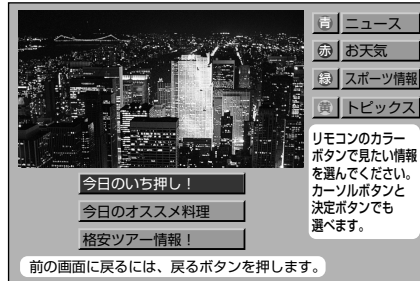 青 ニュース
赤 お天気
緑 スポーツ情報
黄 トピックス
リモコンのカラー
ボタンで見たい情報
を選んでください。
カーソルボタンと
決定ボタンでも
選べます。
今日のいち押し！
今日のオススメ料理
格安ツアー情報！
前の画面に戻るには、戻るボタンを押します。